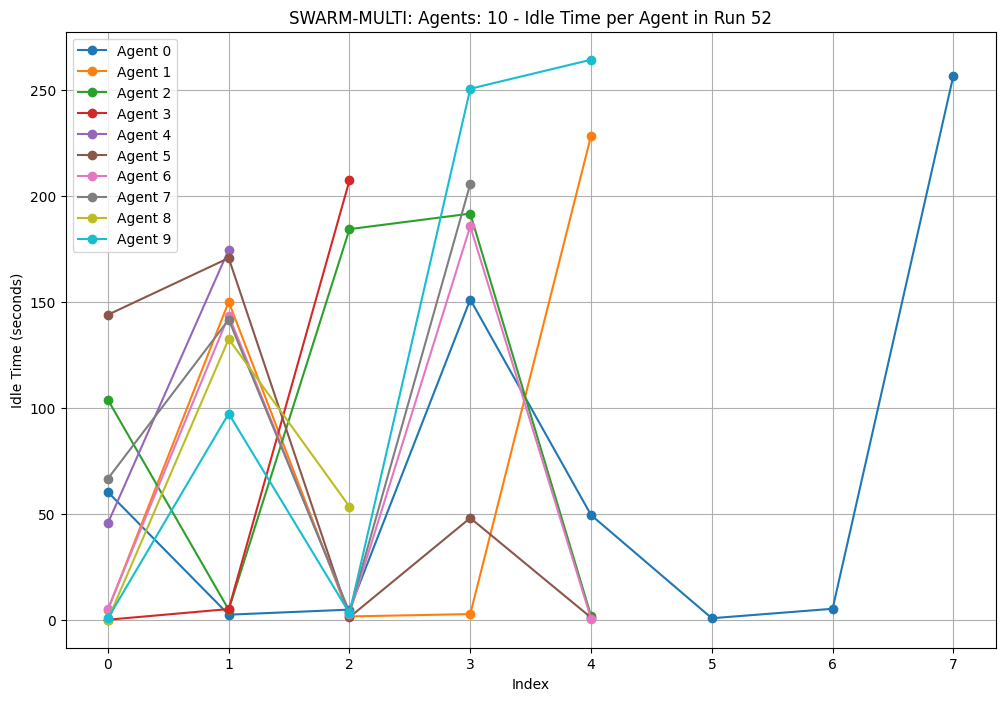 SWARM-MULTI: Agents: 10 - Idle Time per Agent in Run 52
Agent 0
Agent 1
Agent 2
Agent 3
Agent 4
Agent 5
Agent 6
Agent 7
Agent 8
Agent 9
Idle Time (seconds)
250
200
150
100
50
0
0 1 2 3 4 5 6 7
Index